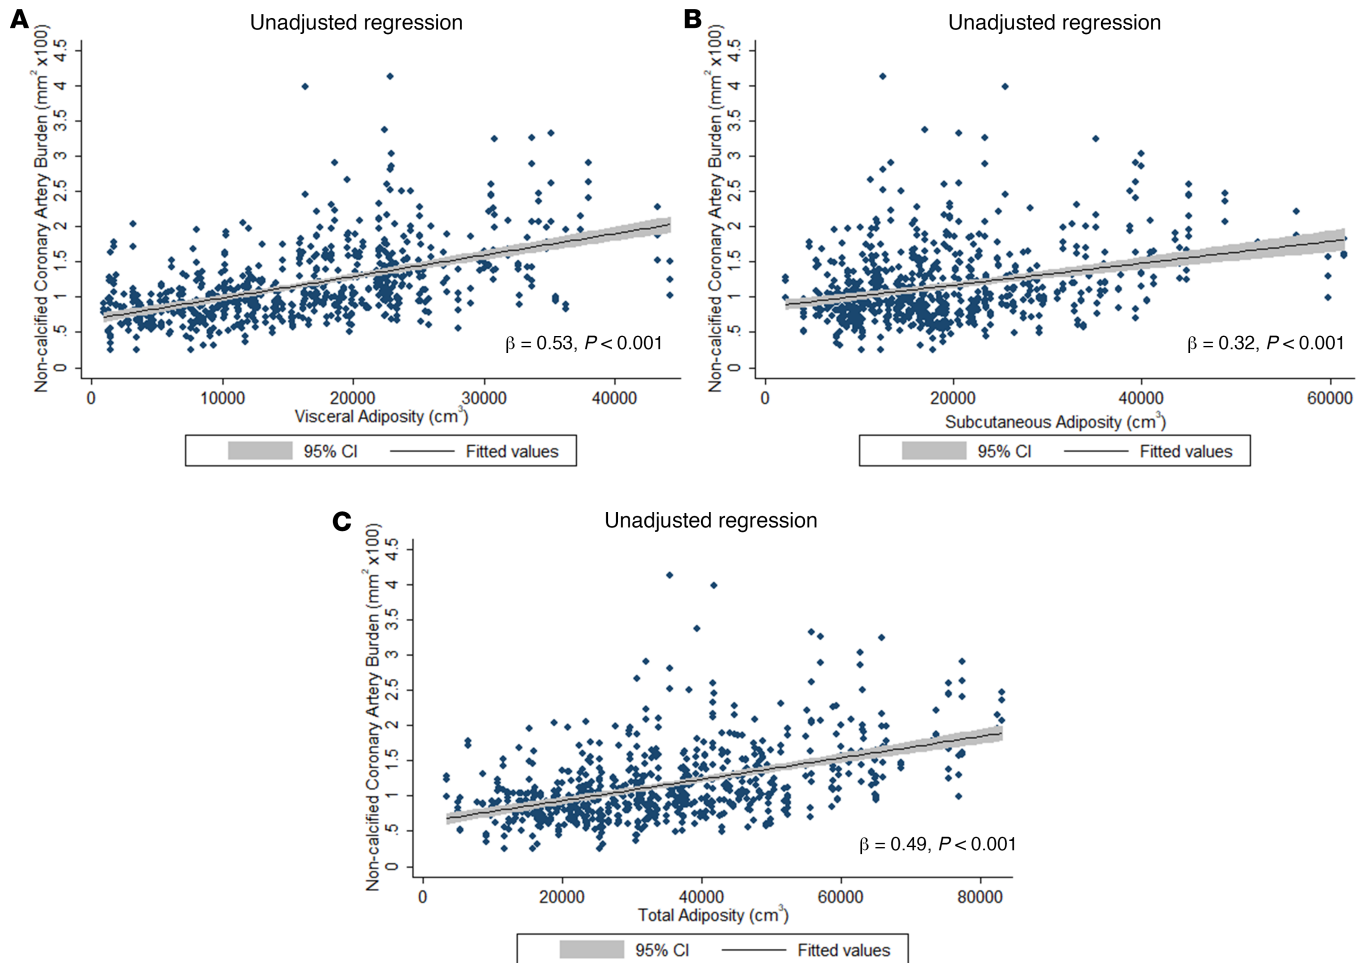 A
Unadjusted regression
Non-calcified Coronary Artery Burden (mm² x100)
4.5
4
3.5
3
2.5
2
1.5
1
.5
0
β = 0.53, P < 0.001
0 10000 20000 30000 40000
Visceral Adiposity (cm³)
95% CI Fitted values
B
Unadjusted regression
Non-calcified Coronary Artery Burden (mm² x100)
4.5
4
3.5
3
2.5
2
1.5
1
.5
0
β = 0.32, P < 0.001
0 20000 40000 60000
Subcutaneous Adiposity (cm³)
95% CI Fitted values
C
Unadjusted regression
Non-calcified Coronary Artery Burden (mm² x100)
4.5
4
3.5
3
2.5
2
1.5
1
.5
0
β = 0.49, P < 0.001
0 20000 40000 60000 80000
Total Adiposity (cm³)
95% CI Fitted values